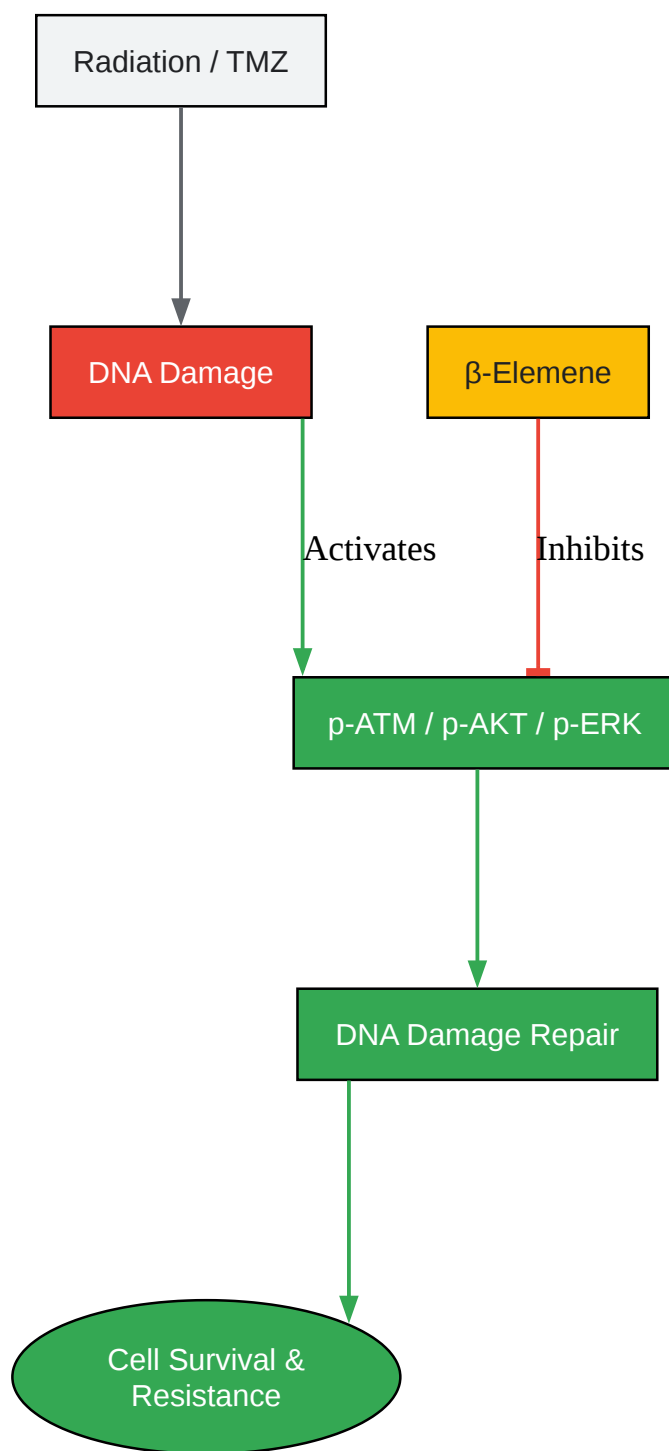 Radiation / TMZ
DNA Damage
β-Elemene
Activates
Inhibits
p-ATM / p-AKT / p-ERK
DNA Damage Repair
Cell Survival &
Resistance